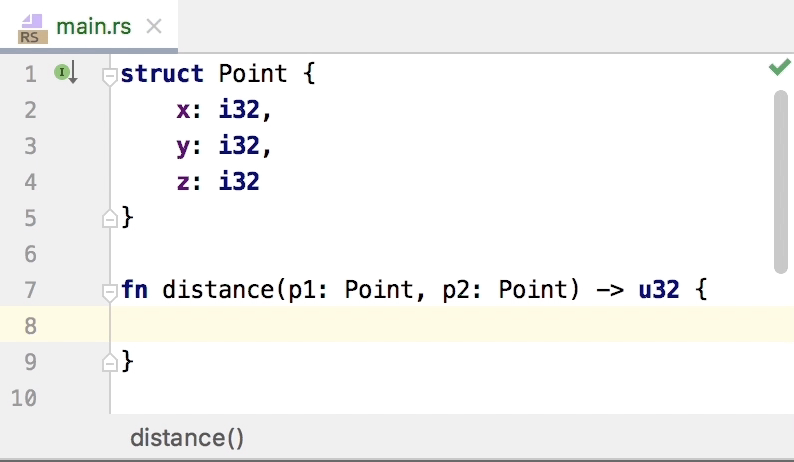 RS main.rs
1 I struct Point {
2 x: i32,
3 y: i32,
4 z: i32
5 }
6
7 fn distance(p1: Point, p2: Point) -> u32 {
8
9 }
10
distance()